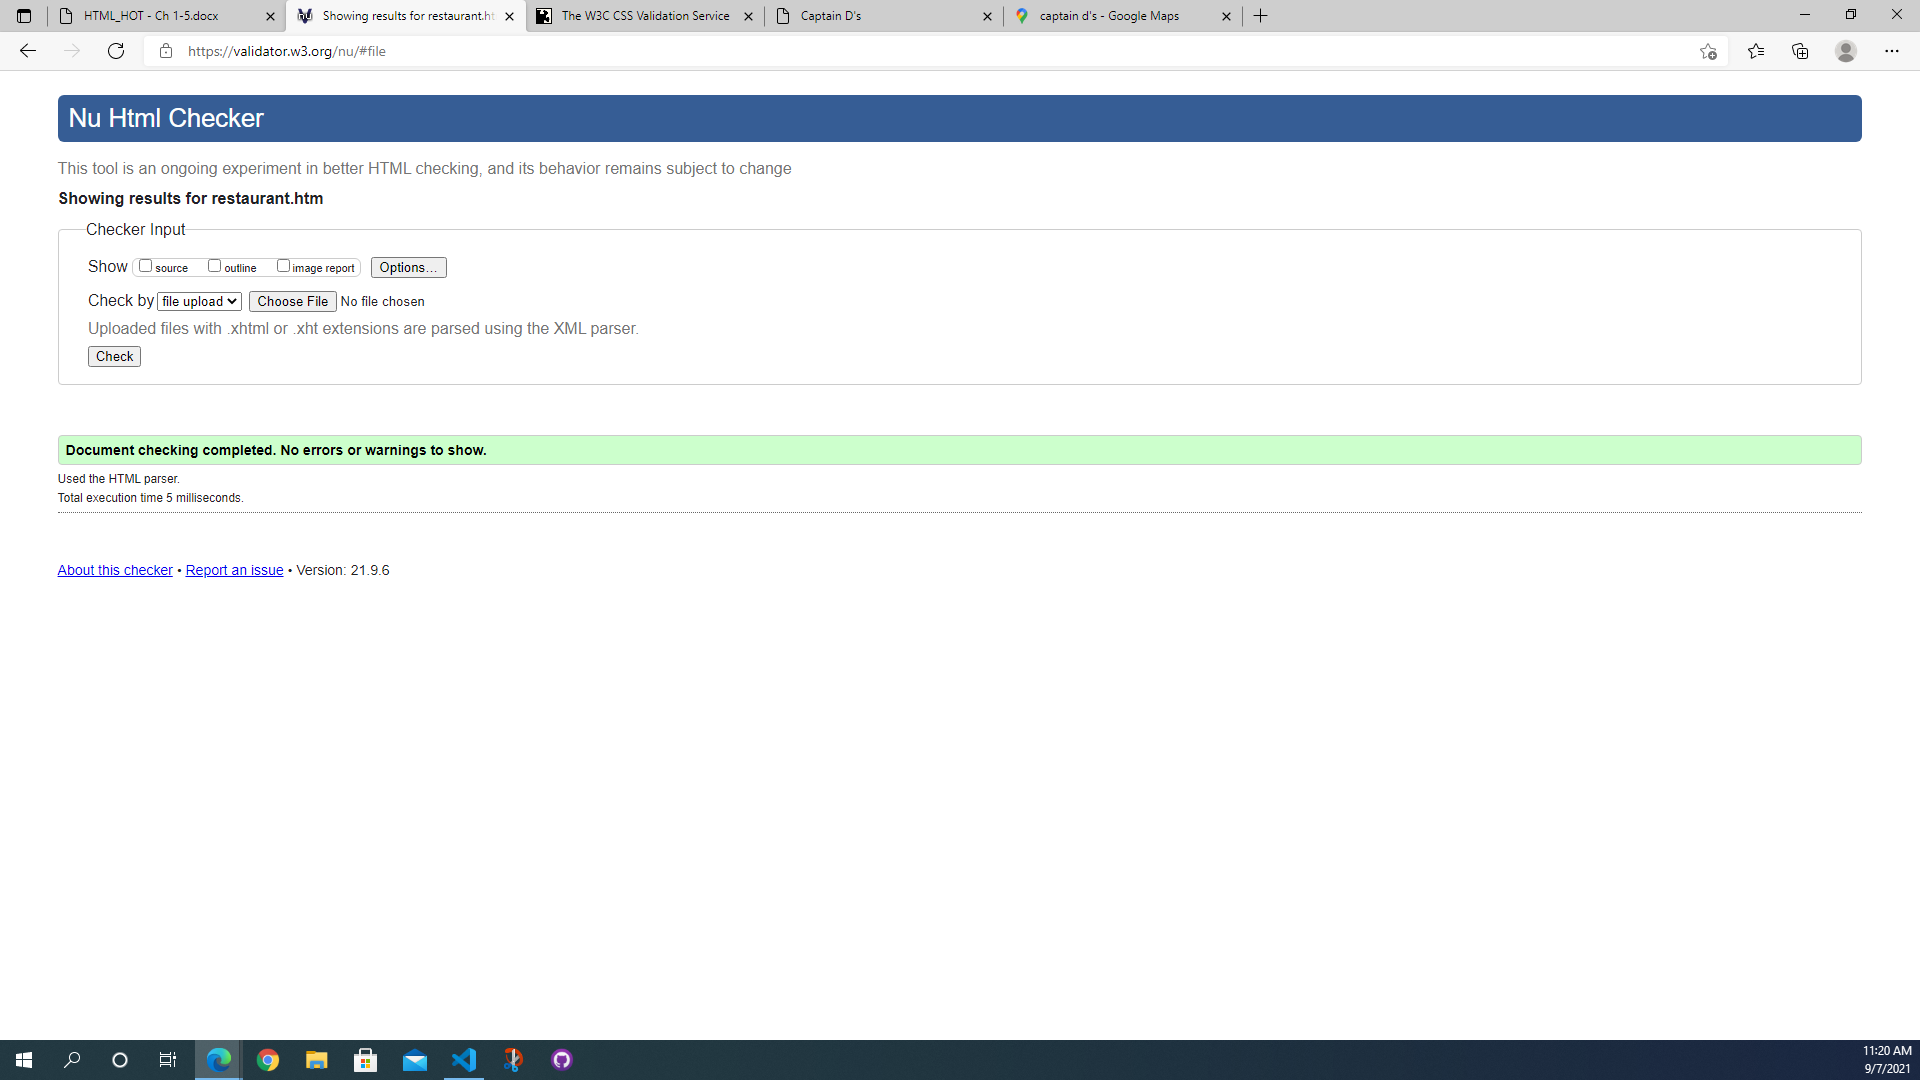 HTML_HOT - Ch 1-5.docx
Showing results for restaurant.ht
The W3C CSS Validation Service
Captain D's
captain d's - Google Maps
https://validator.w3.org/nu/#file
Nu Html Checker
This tool is an ongoing experiment in better HTML checking, and its behavior remains subject to change
Showing results for restaurant.htm
Checker Input
Show source outline image report Options...
Check by file upload Choose File No file chosen
Uploaded files with .xhtml or .xht extensions are parsed using the XML parser.
Check
Document checking completed. No errors or warnings to show.
Used the HTML parser.
Total execution time 5 milliseconds.
About this checker • Report an issue • Version: 21.9.6
11:20 AM
9/7/2021